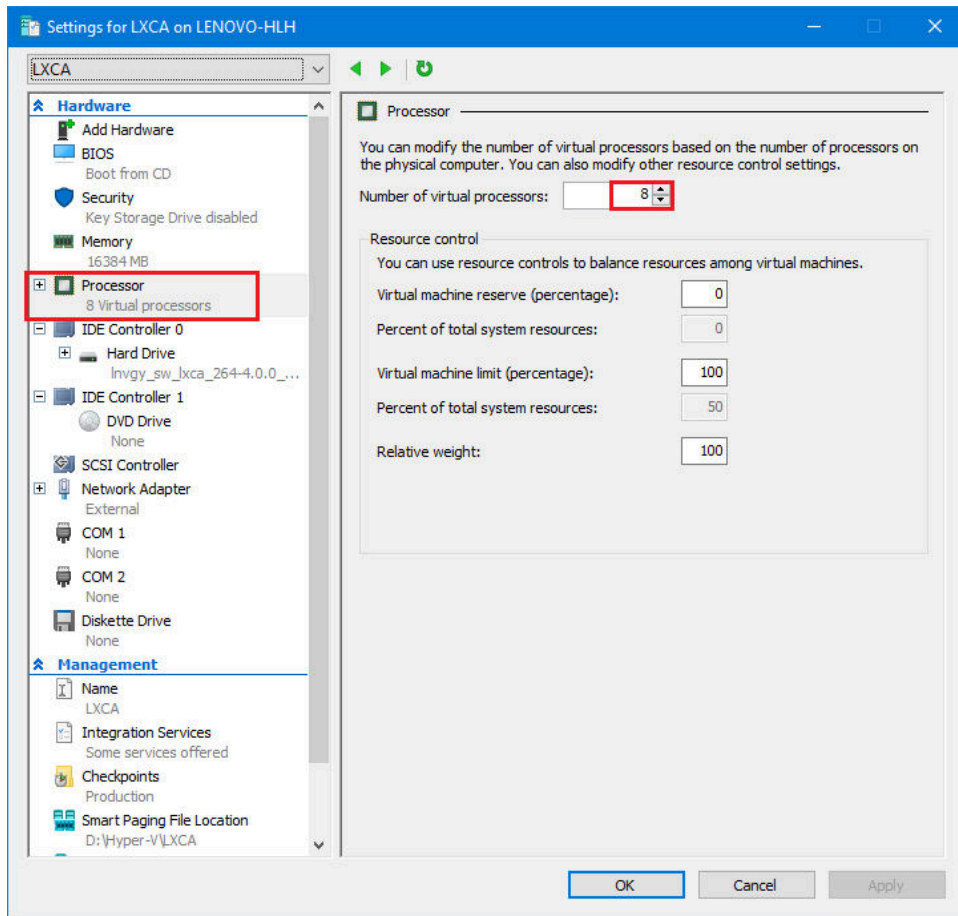 Settings for LXCA on LENOVO-HLH
LXCA
Hardware
Add Hardware
BIOS
Boot from CD
Security
Key Storage Drive disabled
Memory
16384 MB
Processor
8 Virtual processors
IDE Controller 0
Hard Drive
lnvgy_sw_lxca_264-4.0.0_...
IDE Controller 1
DVD Drive
None
SCSI Controller
Network Adapter
External
COM 1
None
COM 2
None
Diskette Drive
None
Management
Name
LXCA
Integration Services
Some services offered
Checkpoints
Production
Smart Paging File Location
D:\Hyper-V\LXCA
Processor
You can modify the number of virtual processors based on the number of processors on
the physical computer. You can also modify other resource control settings.
Number of virtual processors: 8
Resource control
You can use resource controls to balance resources among virtual machines.
Virtual machine reserve (percentage): 0
Percent of total system resources: 0
Virtual machine limit (percentage): 100
Percent of total system resources: 50
Relative weight: 100
OK Cancel Apply